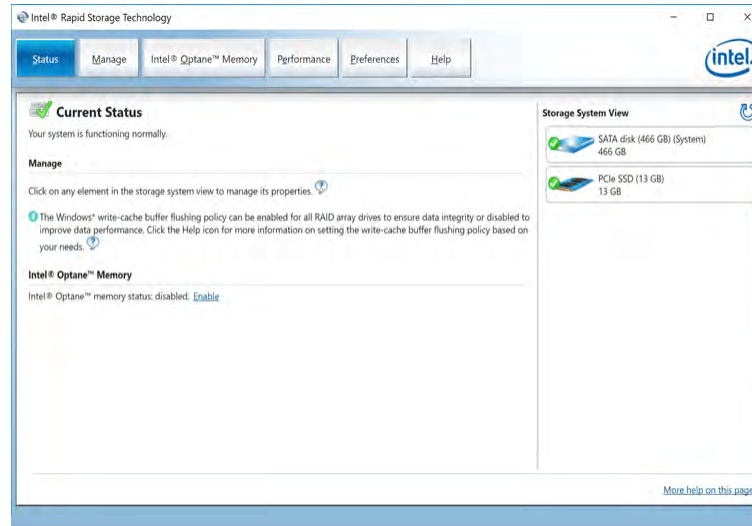 Intel® Rapid Storage Technology
Status
Manage
Intel® Optane™ Memory
Performance
Preferences
Help
intel
Current Status
Your system is functioning normally.
Manage
Click on any element in the storage system view to manage its properties.
The Windows* write-cache buffer flushing policy can be enabled for all RAID array drives to ensure data integrity or disabled to
improve data performance. Click the Help icon for more information on setting the write-cache buffer flushing policy based on
your needs.
Intel® Optane™ Memory
Intel® Optane™ memory status: disabled. Enable
Storage System View
SATA disk (466 GB) (System)
466 GB
PCIe SSD (13 GB)
13 GB
More help on this page